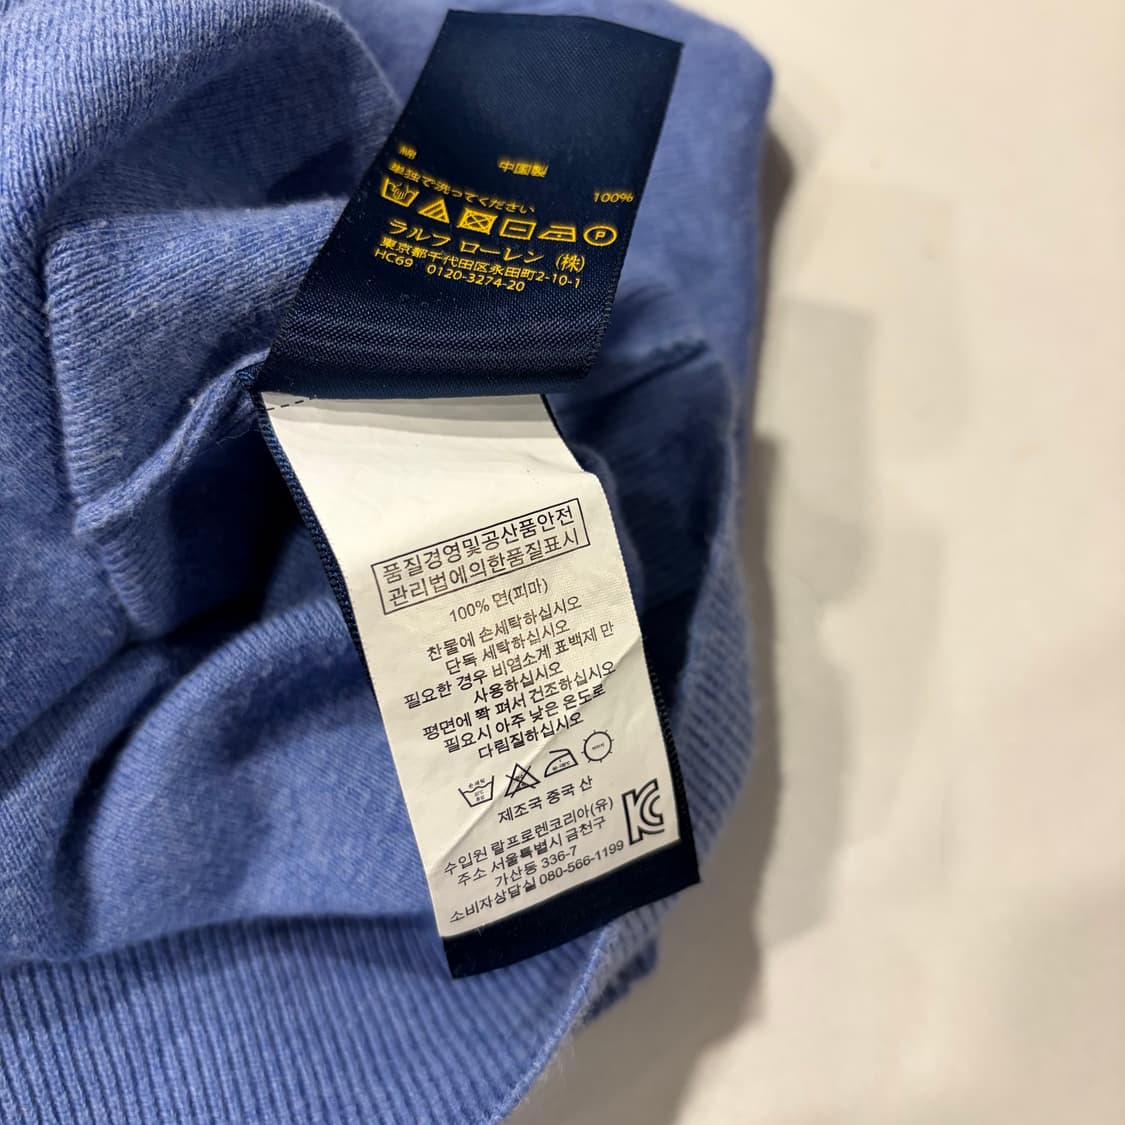 綿 中国製 100%
単独で洗ってください
P
ラルフ ローレン (株)
東京都千代田区永田町2-10-1
HC69 0120-3274-20
품질경영및공산품안전
관리법에의한품질표시
100% 면(피마)
찬물에 손세탁하십시오
단독 세탁하십시오
필요한 경우 비염소계 표백제 만
사용하십시오
평면에 쫙 펴서 건조하십시오
필요시 아주 낮은 온도로
다림질하십시오
손세탁
제조국 중국 산
수입원 랄프로렌코리아(유)
주소 서울특별시 금천구
가산동 336-7
소비자상담실 080-566-1199